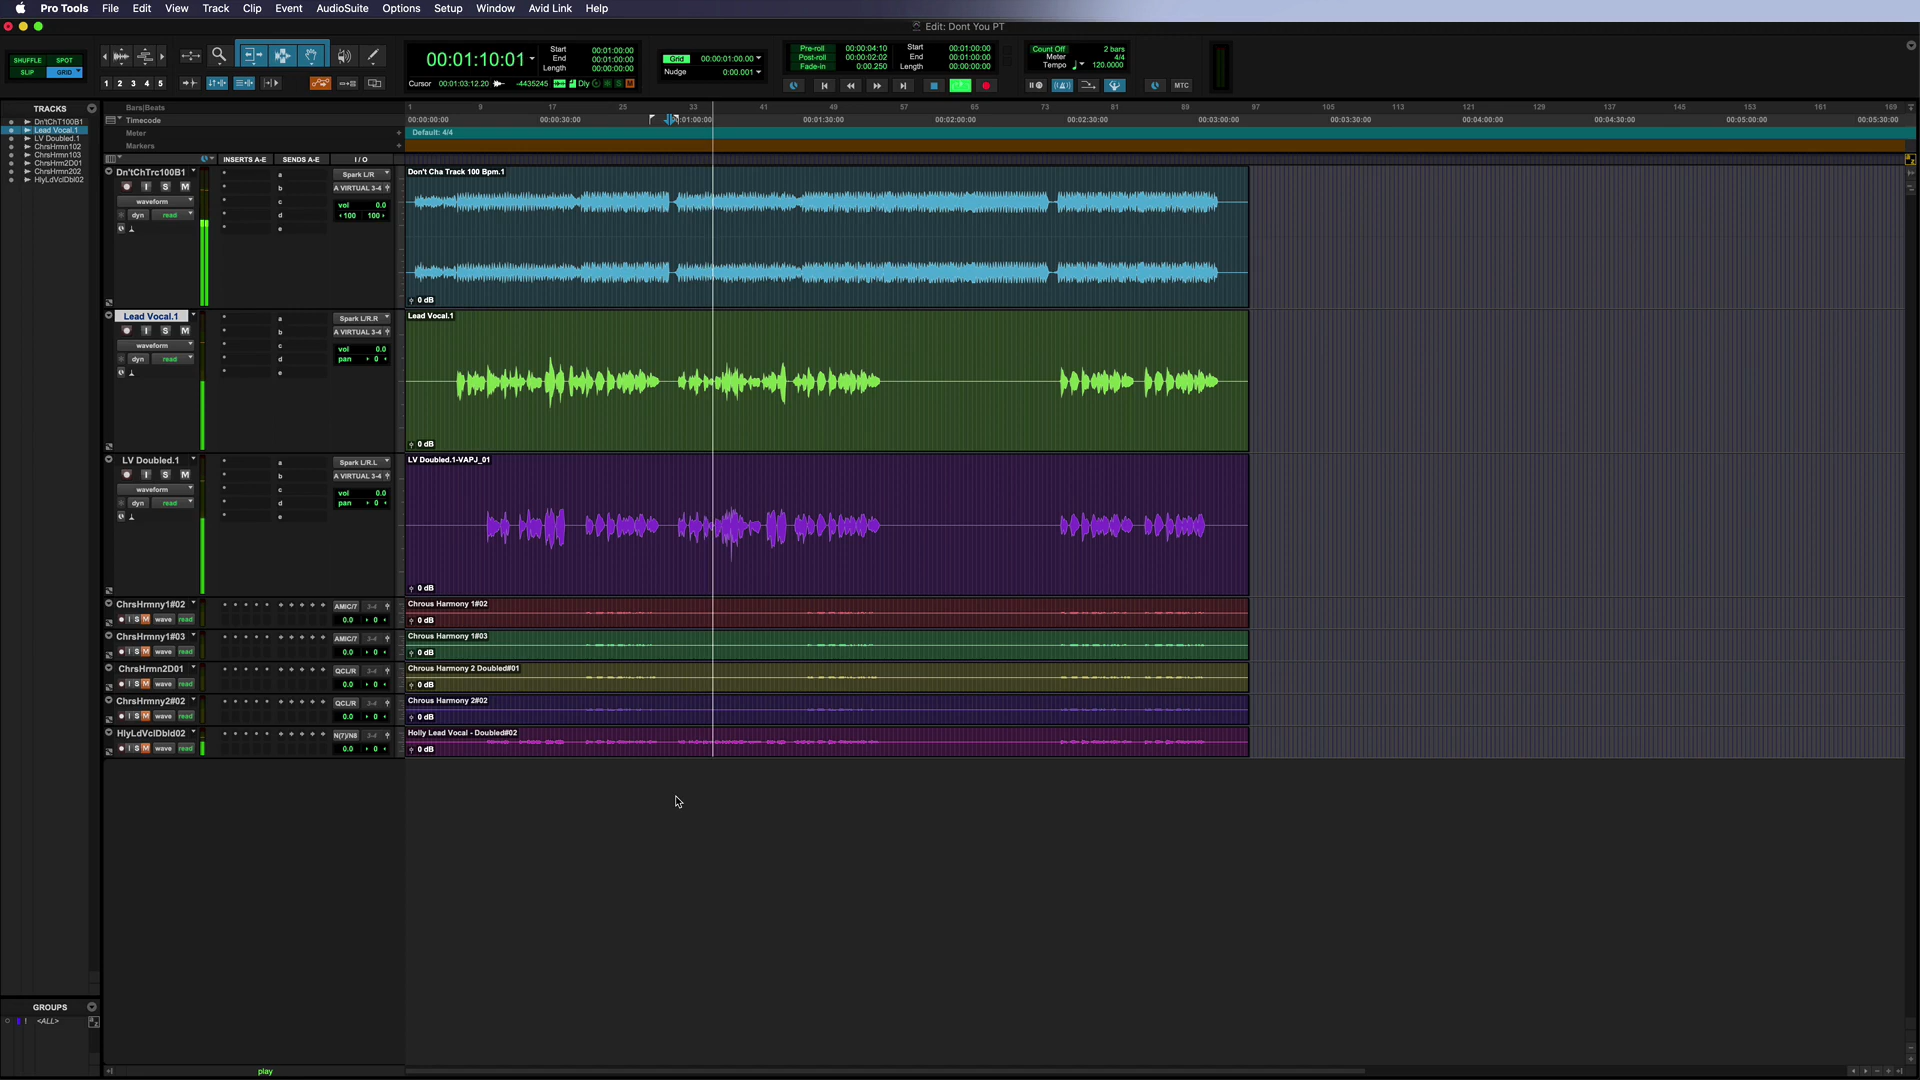 Pro Tools File Edit View Track Clip Event AudioSuite Options Setup Window Avid Link Help
Edit: Dont You PT
SHUFFLE SPOT
SLIP GRID
1 2 3 4 5
00:01:10:01
Start 00:01:00:00
End 00:01:00:00
Length 00:00:00:00
Cursor 00:01:03:12.20 -4435245 Dly
Grid 00:00:01:00.00
Nudge 0:00.001
Pre-roll 00:00:04:10
Post-roll 00:00:02:02
Fade-in 0:00.250
Start 00:01:00:00
End 00:01:00:00
Length 00:00:00:00
Count Off 2 bars
Meter 4/4
Tempo 120.0000
MTC
TRACKS
Dn'tChT100B1
Lead Vocal.1
LV Doubled.1
ChrsHrmn102
ChrsHrmn103
ChrsHrm2D01
ChrsHrmn202
HlyLdVclDbl02
Bars|Beats 1 9 17 25 33 41 49 57 65 73 81 89 97 105 113 121 129 137 145 153 161 169
Timecode 00:00:00:00 00:00:30:00 :01:00:00 00:01:30:00 00:02:00:00 00:02:30:00 00:03:00:00 00:03:30:00 00:04:00:00 00:04:30:00 00:05:00:00 00:05:30:00
Meter Default: 4/4
Markers
INSERTS A-E SENDS A-E I / O
Dn'tChTrc100B1 a Spark L/R Don't Cha Track 100 Bpm.1
I S M b A VIRTUAL 3-4
waveform c vol 0.0
dyn read d 100 100
e
0 dB
Lead Vocal.1 a Spark L/R.R Lead Vocal.1
I S M b A VIRTUAL 3-4
waveform c vol 0.0
dyn read d pan 0
e
0 dB
LV Doubled.1 a Spark L/R.L LV Doubled.1-VAPJ_01
I S M b A VIRTUAL 3-4
waveform c vol 0.0
dyn read d pan 0
e
0 dB
ChrsHrmny1#02 AMIC/7 3-4 Chrous Harmony 1#02
I S M wave read 0.0 0 0 dB
ChrsHrmny1#03 AMIC/7 3-4 Chrous Harmony 1#03
I S M wave read 0.0 0 0 dB
ChrsHrmn2D01 QCL/R 3-4 Chrous Harmony 2 Doubled#01
I S M wave read 0.0 0 0 dB
ChrsHrmny2#02 QCL/R 3-4 Chrous Harmony 2#02
I S M wave read 0.0 0 0 dB
HlyLdVclDbld02 N(7)/N8 3-4 Holly Lead Vocal - Doubled#02
I S M wave read 0.0 0 0 dB
GROUPS
! <ALL>
play